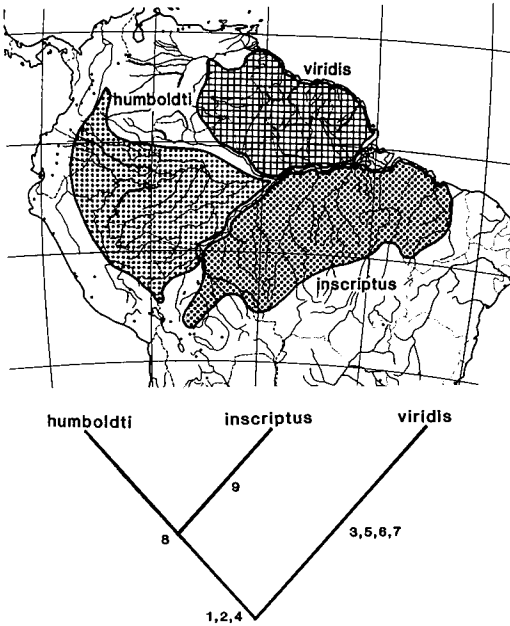 viridis
humboldti
inscriptus
humboldti inscriptus viridis
9
8 3,5,6,7
1,2,4